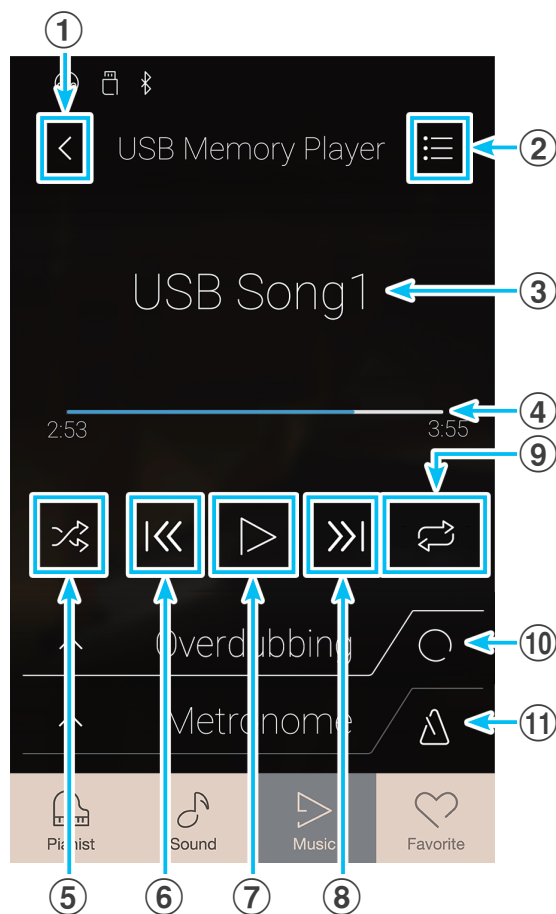 ①
USB Memory Player
②
USB Song1
③
④
2:53 3:55
⑨
Overdubbing
⑩
Metronome
⑪
Pianist Sound Music Favorite
⑤ ⑥ ⑦ ⑧